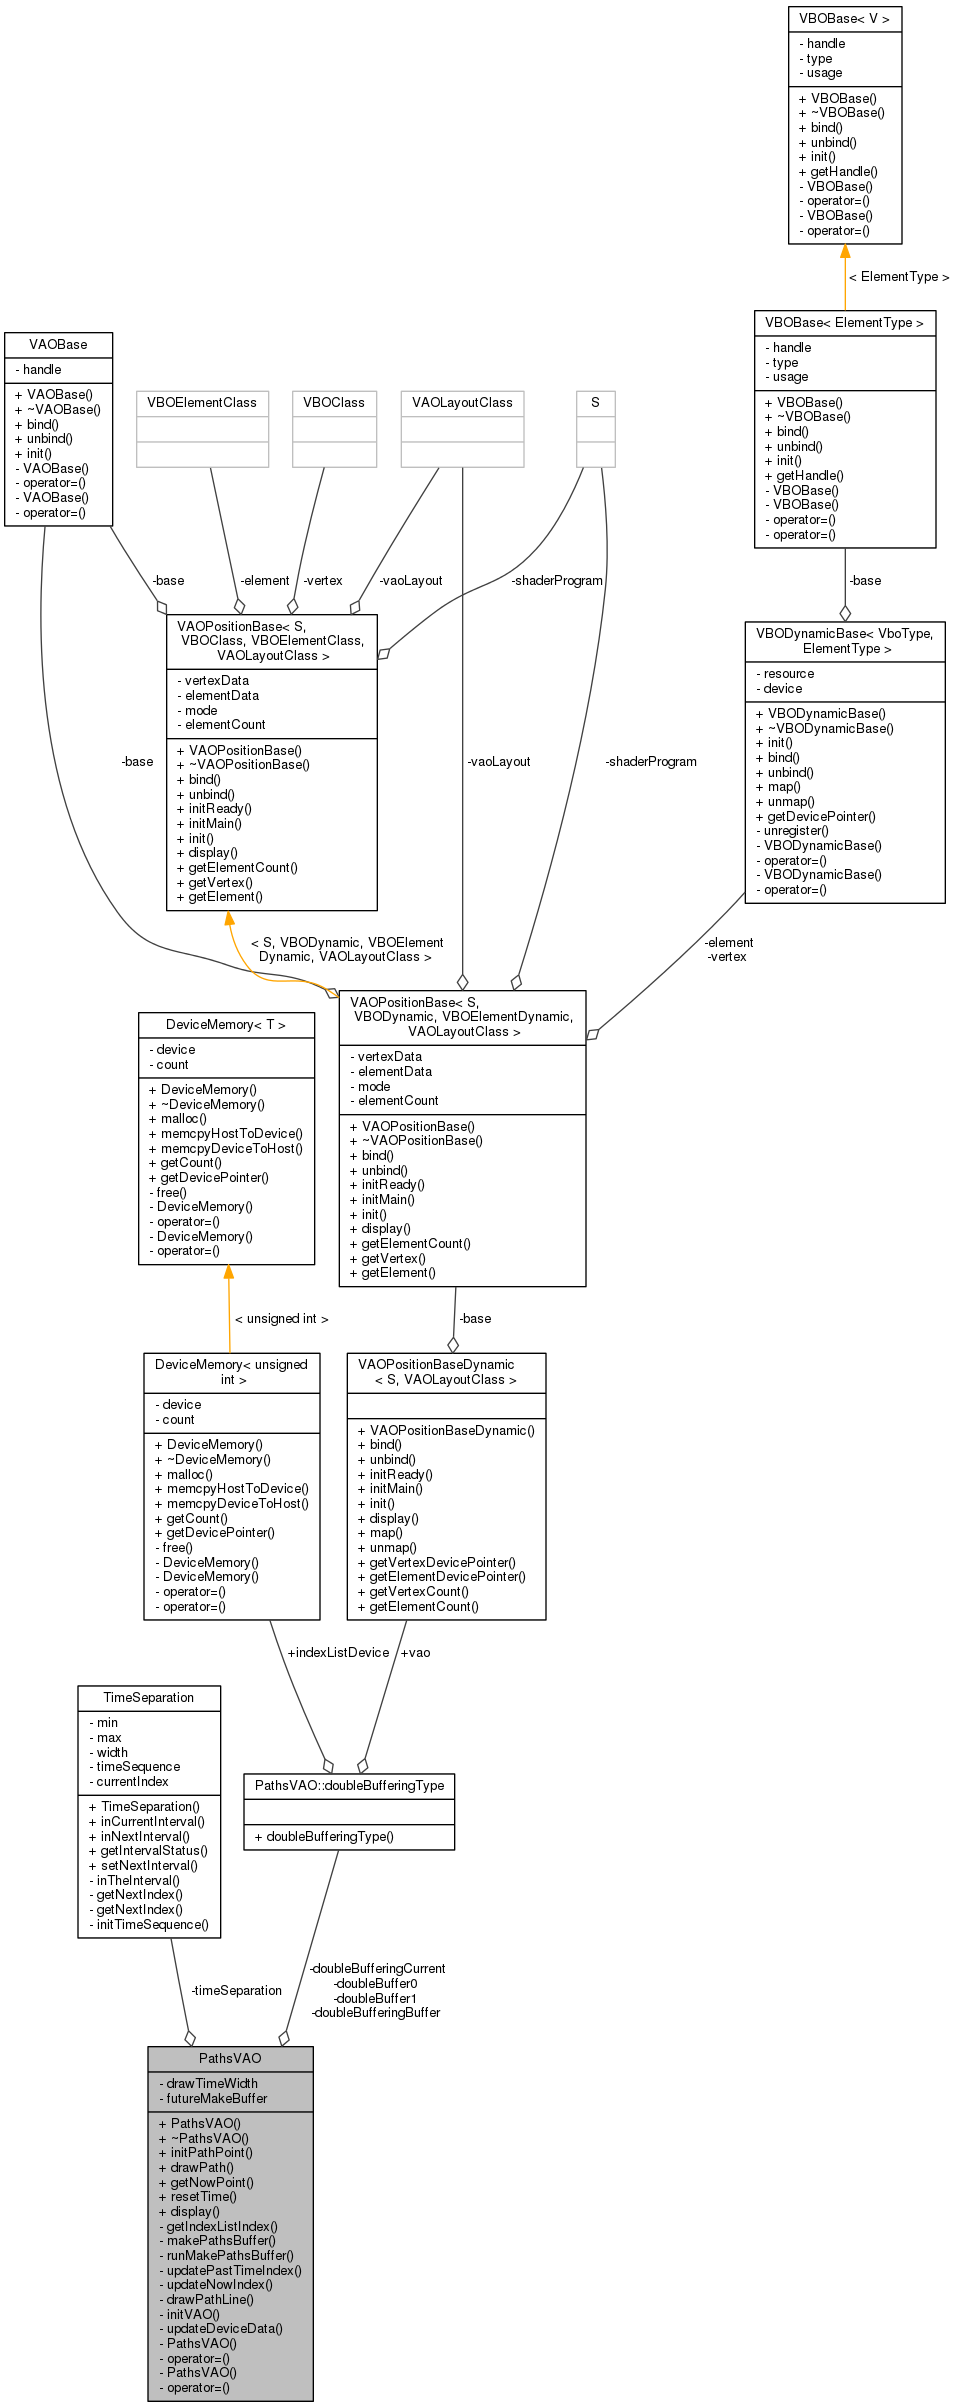 VBOBase< V >
- handle
- type
- usage
+ VBOBase()
+ ~VBOBase()
+ bind()
+ unbind()
+ init()
+ getHandle()
- VBOBase()
- operator=()
- VBOBase()
- operator=()
< ElementType >
VBOBase< ElementType >
- handle
- type
- usage
+ VBOBase()
+ ~VBOBase()
+ bind()
+ unbind()
+ init()
+ getHandle()
- VBOBase()
- VBOBase()
- operator=()
- operator=()
VAOBase
- handle
+ VAOBase()
+ ~VAOBase()
+ bind()
+ unbind()
+ init()
- VAOBase()
- operator=()
- VAOBase()
- operator=()
VBOElementClass
VBOClass
VAOLayoutClass
S
-base
-element
-vertex
-vaoLayout
-shaderProgram
-base
VAOPositionBase< S,
VBOClass, VBOElementClass,
VAOLayoutClass >
- vertexData
- elementData
- mode
- elementCount
+ VAOPositionBase()
+ ~VAOPositionBase()
+ bind()
+ unbind()
+ initReady()
+ initMain()
+ init()
+ display()
+ getElementCount()
+ getVertex()
+ getElement()
VBODynamicBase< VboType,
ElementType >
- resource
- device
+ VBODynamicBase()
+ ~VBODynamicBase()
+ init()
+ bind()
+ unbind()
+ map()
+ unmap()
+ getDevicePointer()
- unregister()
- VBODynamicBase()
- operator=()
- VBODynamicBase()
- operator=()
-base
-vaoLayout
-shaderProgram
< S, VBODynamic, VBOElement
Dynamic, VAOLayoutClass >
-element
-vertex
VAOPositionBase< S,
VBODynamic, VBOElementDynamic,
VAOLayoutClass >
- vertexData
- elementData
- mode
- elementCount
+ VAOPositionBase()
+ ~VAOPositionBase()
+ bind()
+ unbind()
+ initReady()
+ initMain()
+ init()
+ display()
+ getElementCount()
+ getVertex()
+ getElement()
DeviceMemory< T >
- device
- count
+ DeviceMemory()
+ ~DeviceMemory()
+ malloc()
+ memcpyHostToDevice()
+ memcpyDeviceToHost()
+ getCount()
+ getDevicePointer()
- free()
- DeviceMemory()
- operator=()
- DeviceMemory()
- operator=()
< unsigned int >
-base
DeviceMemory< unsigned
int >
- device
- count
+ DeviceMemory()
+ ~DeviceMemory()
+ malloc()
+ memcpyHostToDevice()
+ memcpyDeviceToHost()
+ getCount()
+ getDevicePointer()
- free()
- DeviceMemory()
- DeviceMemory()
- operator=()
- operator=()
VAOPositionBaseDynamic
< S, VAOLayoutClass >
+ VAOPositionBaseDynamic()
+ bind()
+ unbind()
+ initReady()
+ initMain()
+ init()
+ display()
+ map()
+ unmap()
+ getVertexDevicePointer()
+ getElementDevicePointer()
+ getVertexCount()
+ getElementCount()
+indexListDevice
+vao
TimeSeparation
- min
- max
- width
- timeSequence
- currentIndex
+ TimeSeparation()
+ inCurrentInterval()
+ inNextInterval()
+ getIntervalStatus()
+ setNextInterval()
- inTheInterval()
- getNextIndex()
- getNextIndex()
- initTimeSequence()
PathsVAO::doubleBufferingType
+ doubleBufferingType()
-timeSeparation
-doubleBufferingCurrent
-doubleBuffer0
-doubleBuffer1
-doubleBufferingBuffer
PathsVAO
- drawTimeWidth
- futureMakeBuffer
+ PathsVAO()
+ ~PathsVAO()
+ initPathPoint()
+ drawPath()
+ getNowPoint()
+ resetTime()
+ display()
- getIndexListIndex()
- makePathsBuffer()
- runMakePathsBuffer()
- updatePastTimeIndex()
- updateNowIndex()
- drawPathLine()
- initVAO()
- updateDeviceData()
- PathsVAO()
- operator=()
- PathsVAO()
- operator=()